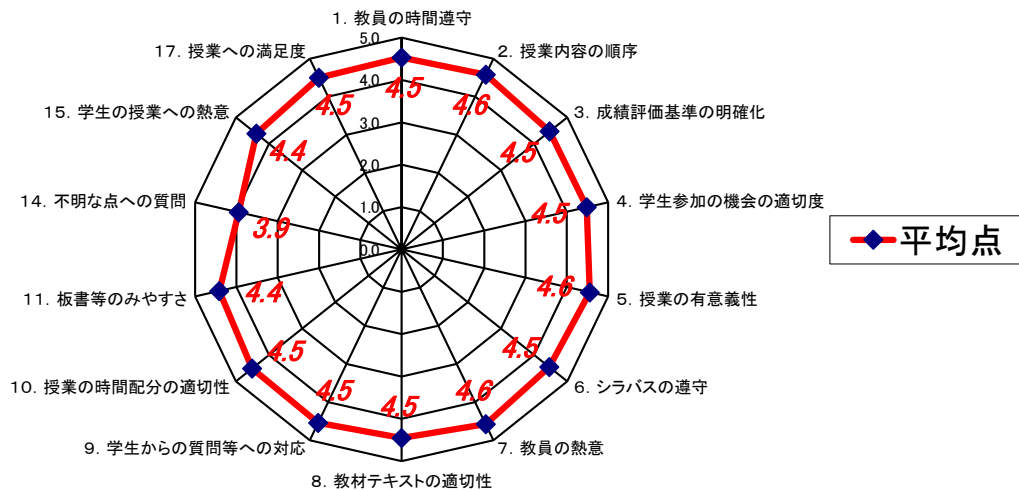 1. 教員の時間遵守
17. 授業への満足度
5.0
2. 授業内容の順序
4.0
4.5
4.5
4.6
15. 学生の授業への熱意
3. 成績評価基準の明確化
3.0
4.4
4.5
2.0
14. 不明な点への質問
4. 学生参加の機会の適切度
1.0
3.9
4.5
平均点
0.0
11. 板書等のみやすさ
4.4
4.6
5. 授業の有意義性
4.5
4.5
10. 授業の時間配分の適切性
6. シラバスの遵守
4.5
4.5
4.6
9. 学生からの質問等への対応
7. 教員の熱意
8. 教材テキストの適切性